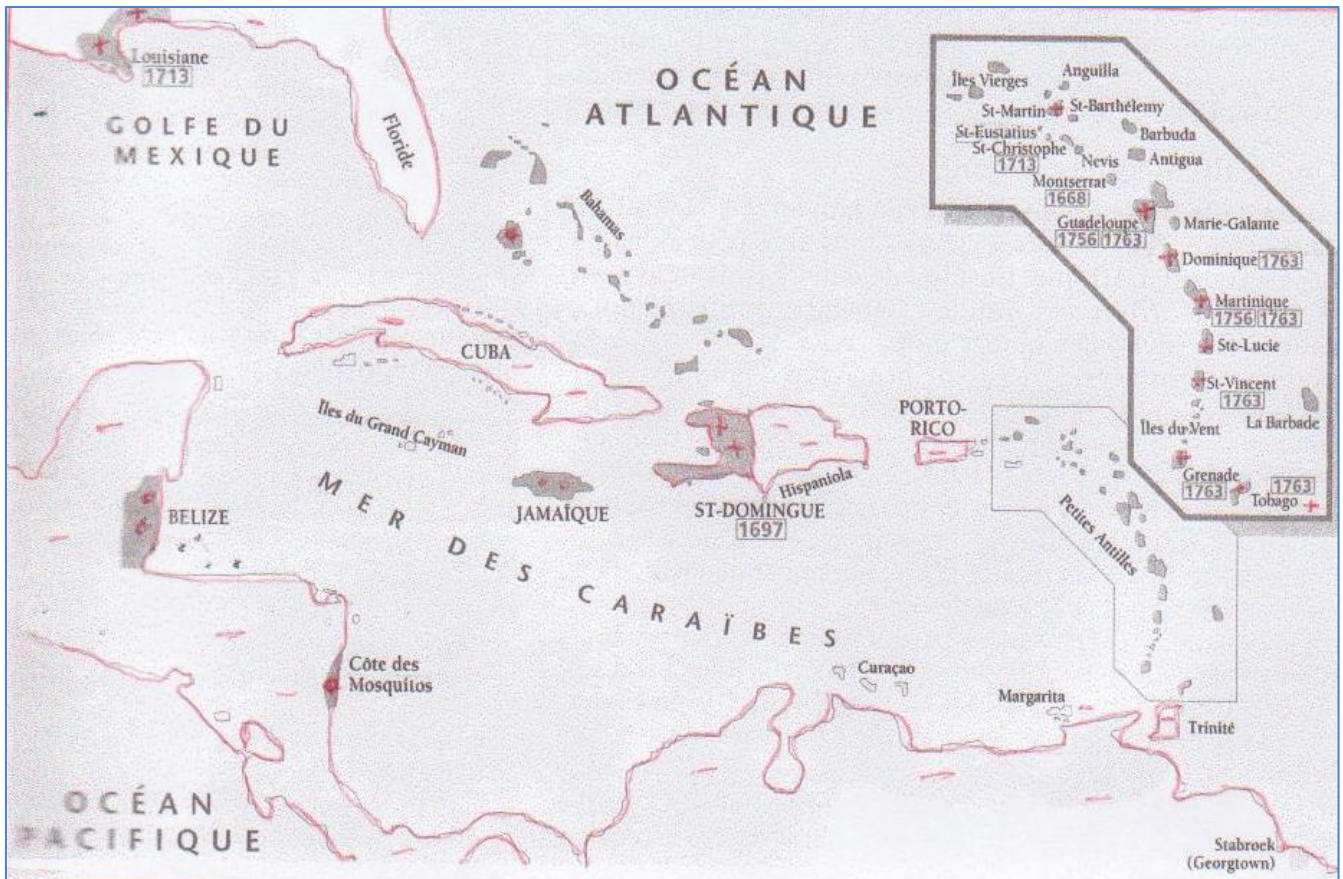 Louisiane
1713
GOLFE DU
MEXIQUE
Floride
OCÉAN
ATLANTIQUE
Bahamas
CUBA
Îles du Grand Cayman
JAMAÏQUE
ST-DOMINGUE
1697
Hispaniola
PORTO-
RICO
BELIZE
MER DES CARAÏBES
Côte des
Mosquitos
Curaçao
Margarita
Trinité
Petites Antilles
OCÉAN
PACIFIQUE
Stabroek
(Georgtown)
Îles Vierges
Anguilla
St-Martin
St-Barthélemy
St-Eustatius
Barbuda
St-Christophe
1713
Nevis
Antigua
Montserrat
1668
Guadeloupe
1756 1763
Marie-Galante
Dominique 1763
Martinique
1756 1763
Ste-Lucie
St-Vincent
1763
Îles du Vent
La Barbade
Grenade
1763
1763
Tobago